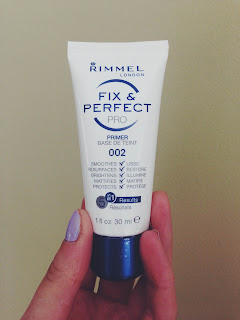 RIMMEL
LONDON
FIX &
PERFECT
PRO
PRIMER
BASE DE TEINT
002
SMOOTHES ✓ LISSE
RESURFACES ✓ RESTORE
BRIGHTENS ✓ ILLUMINE
MATTIFIES ✓ MATIFIE
PROTECTS ✓ PROTÈGE
Results
Résultats
1 fl oz 30 ml ℮